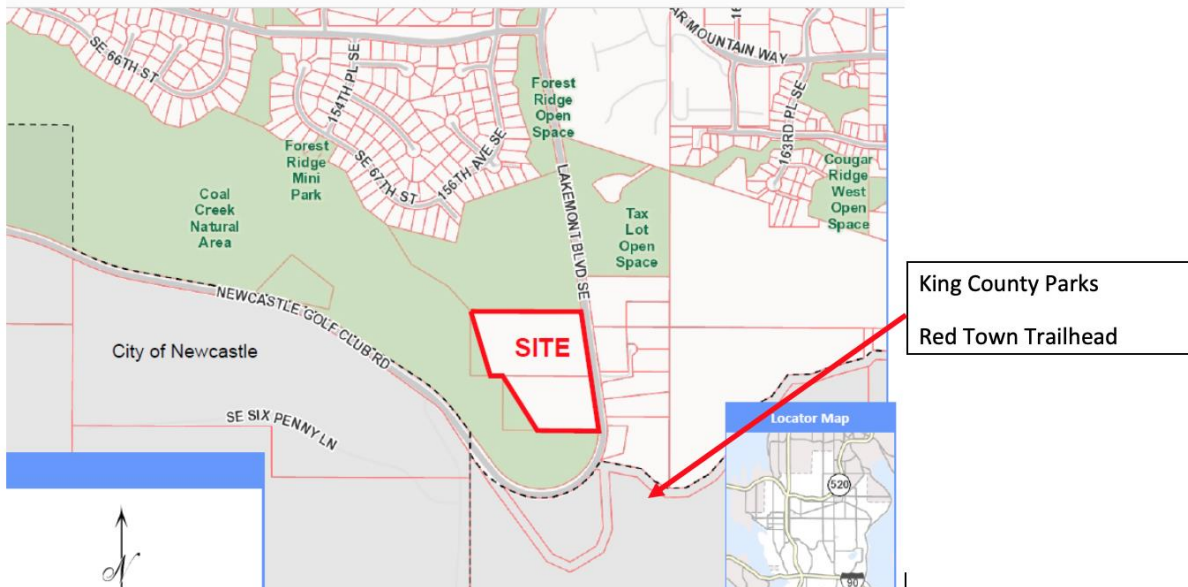 SE 66TH ST
154TH PL SE
Forest
Ridge
Mini
Park
SE 67TH ST
156TH AVE SE
Forest
Ridge
Open
Space
LAKEMONT BLVD SE
MOUNTAIN WAY
163RD PL SE
Cougar
Ridge
West
Open
Space
Coal
Creek
Natural
Area
Tax
Lot
Open
Space
NEWCASTLE GOLF CLUB RD
City of Newcastle
SITE
SE SIX PENNY LN
King County Parks
Red Town Trailhead
Locator Map
520
90
N